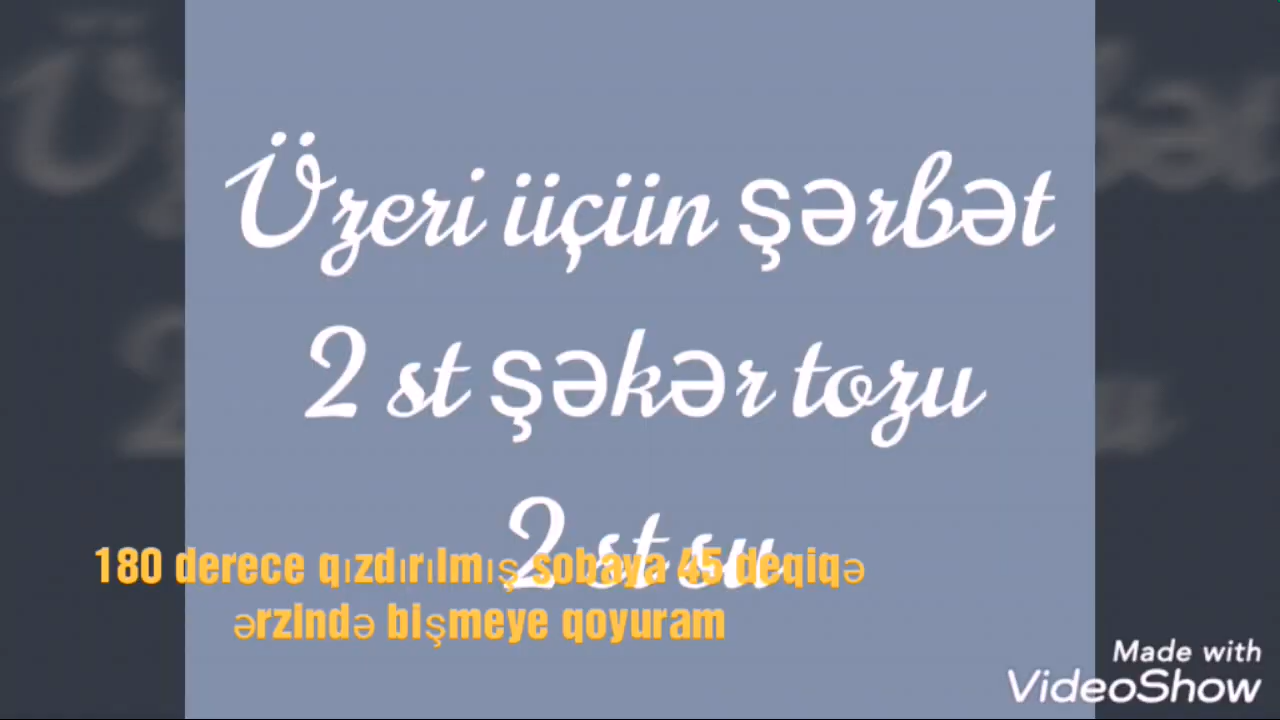 Üzeri üçün şərbət
2 st şəkər tozu
2 st su
180 derece qızdırılmış sobaya 45 deqiqə
ərzində bişmeye qoyuram
Made with
VideoShow